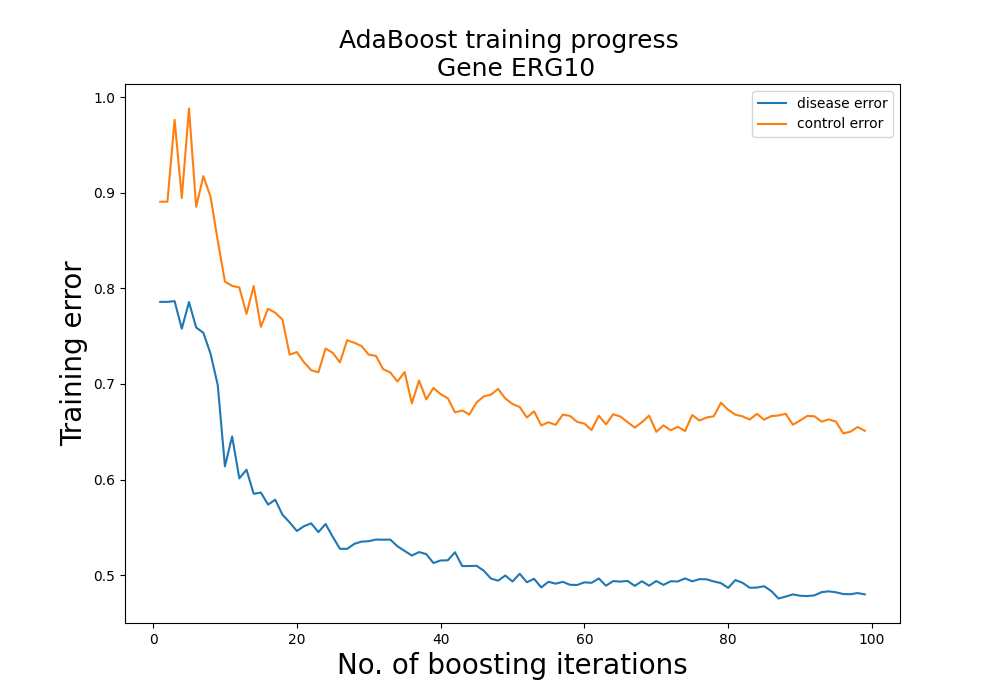 AdaBoost training progress
Gene ERG10
disease error
control error
Training error
1.0
0.9
0.8
0.7
0.6
0.5
0
20
40
60
80
100
No. of boosting iterations